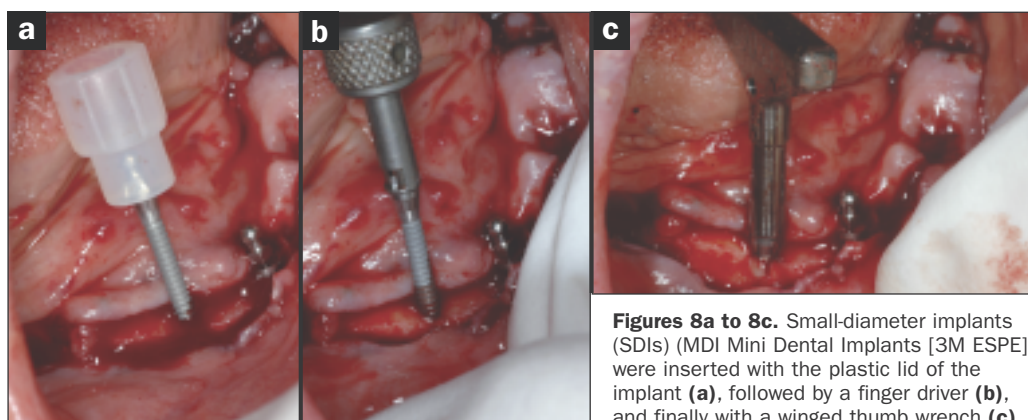 a
b
c
Figures 8a to 8c. Small-diameter implants
(SDIs) (MDI Mini Dental Implants [3M ESPE]
were inserted with the plastic lid of the
implant (a), followed by a finger driver (b),
and finally with a winged thumb wrench (c)